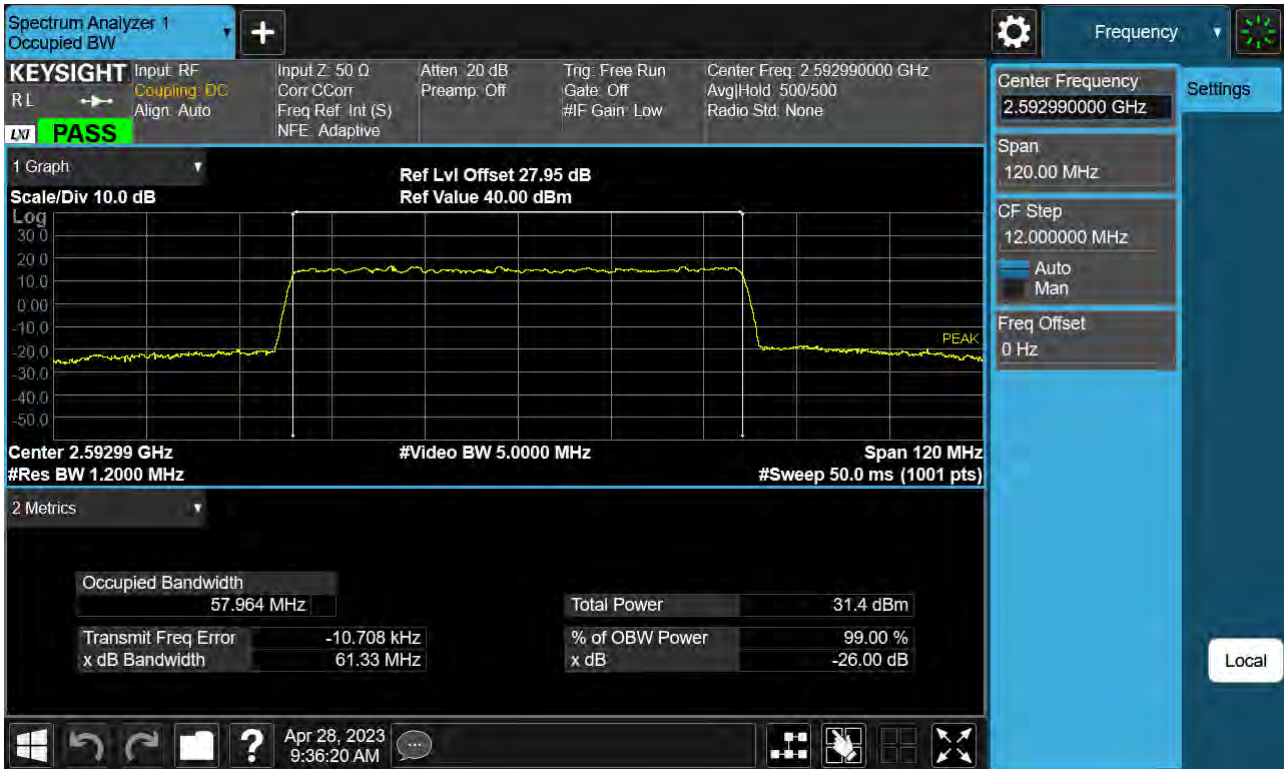 Spectrum Analyzer 1
Occupied BW
+
Frequency
KEYSIGHT
R L
LXI
PASS
Input: RF
Coupling: DC
Align: Auto
Input Z: 50 Ω
Corr CCorr
Freq Ref: Int (S)
NFE: Adaptive
Atten: 20 dB
Preamp: Off
Trig: Free Run
Gate: Off
#IF Gain: Low
Center Freq: 2.592990000 GHz
Avg|Hold: 500/500
Radio Std: None
Center Frequency
2.592990000 GHz
Settings
Span
120.00 MHz
CF Step
12.000000 MHz
Auto
Man
Freq Offset
0 Hz
1 Graph
Scale/Div 10.0 dB
Ref Lvl Offset 27.95 dB
Ref Value 40.00 dBm
Log
30.0
20.0
10.0
0.00
-10.0
-20.0
-30.0
-40.0
-50.0
PEAK
Center 2.59299 GHz
#Video BW 5.0000 MHz
Span 120 MHz
#Res BW 1.2000 MHz
#Sweep 50.0 ms (1001 pts)
2 Metrics
Occupied Bandwidth
57.964 MHz
Total Power 31.4 dBm
Transmit Freq Error -10.708 kHz
% of OBW Power 99.00 %
x dB Bandwidth 61.33 MHz
x dB -26.00 dB
Local
?
Apr 28, 2023
9:36:20 AM